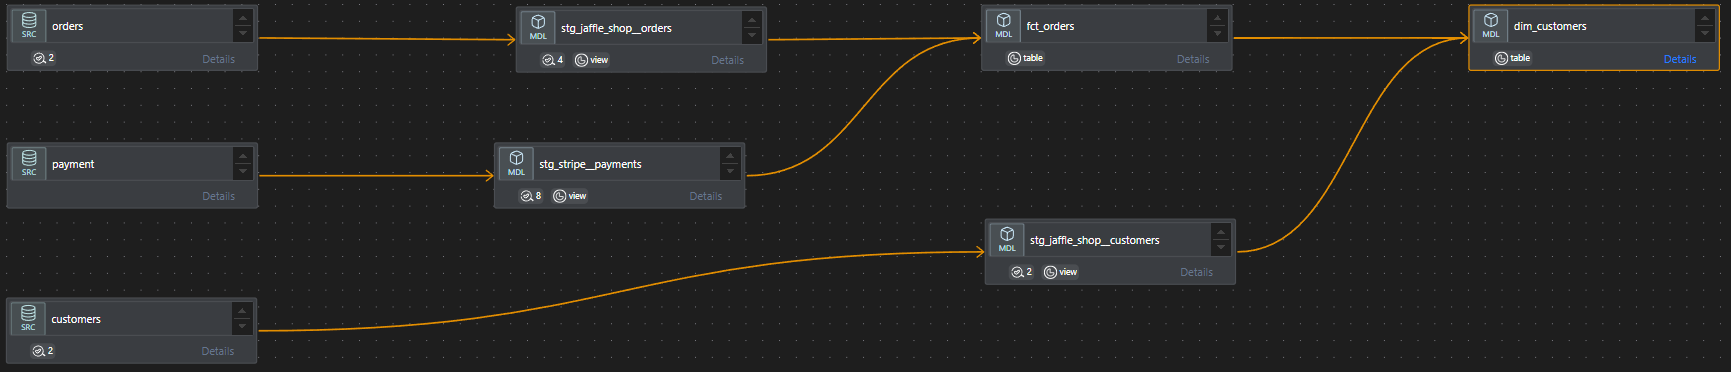 orders
SRC
2
Details
stg_jaffle_shop__orders
MDL
4 view
Details
fct_orders
MDL
table
Details
dim_customers
MDL
table
Details
payment
SRC
Details
stg_stripe__payments
MDL
8 view
Details
stg_jaffle_shop__customers
MDL
2 view
Details
customers
SRC
2
Details